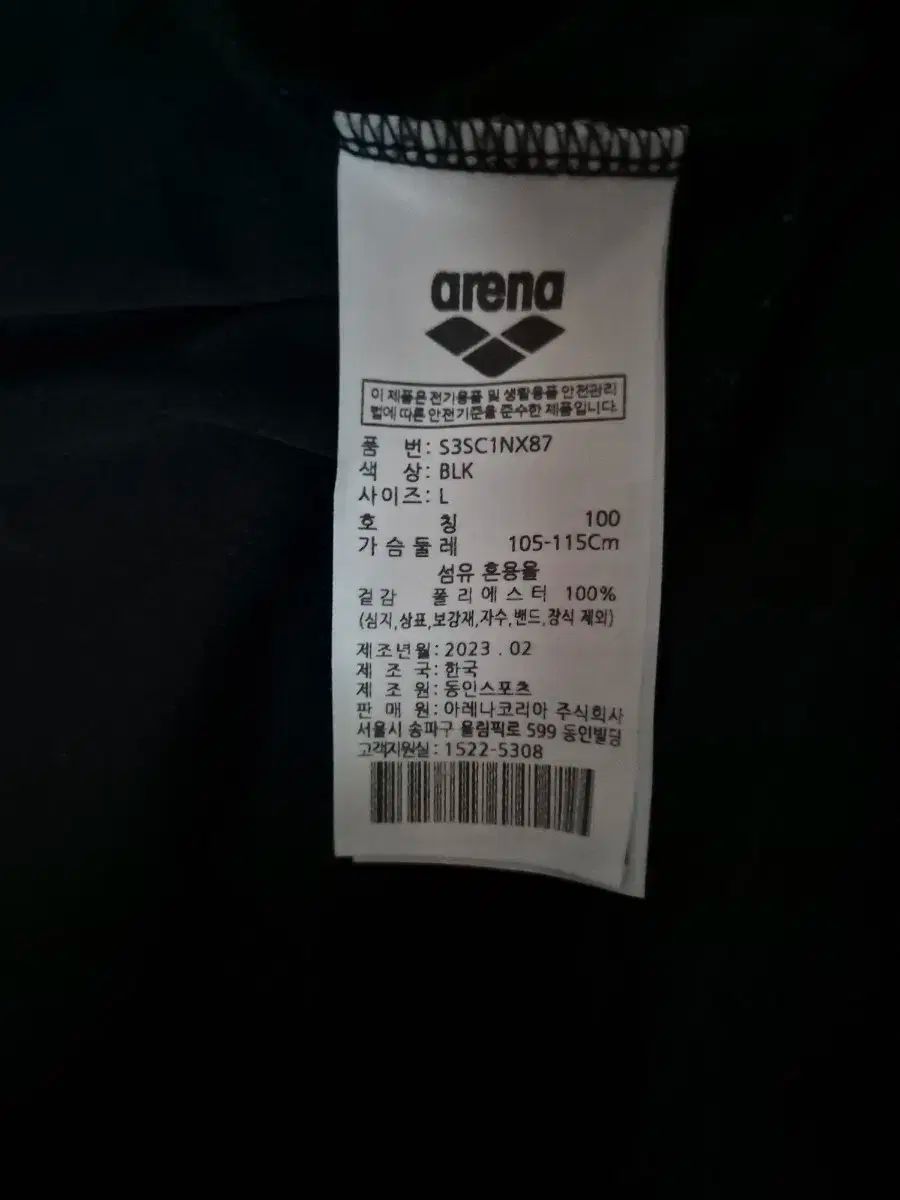 arena
이 제품은 전기용품 및 생활용품 안전관리
법에 따른 안전기준을 준수한 제품입니다.
품 번: S3SC1NX87
색 상: BLK
사이즈: L
호 칭 100
가슴둘레 105-115Cm
섬유 혼용율
겉감 폴리에스터 100%
(심지,상표,보강재,자수,밴드,장식 제외)
제조년월: 2023 . 02
제 조 국: 한국
제 조 원: 동인스포츠
판 매 원: 아레나코리아 주식회사
서울시 송파구 올림픽로 599 동인빌딩
고객지원실: 1522-5308